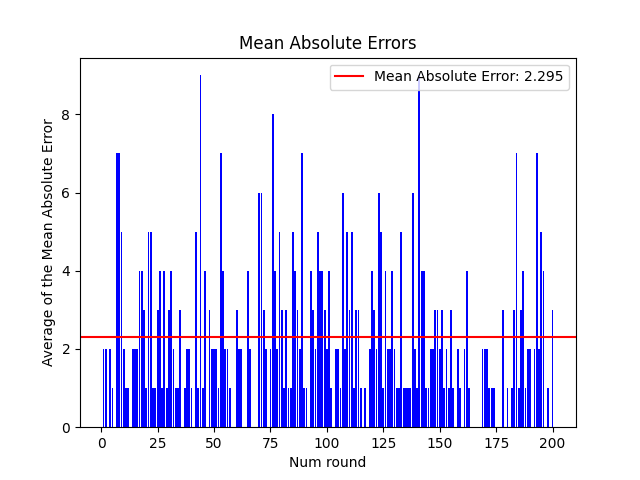 Mean Absolute Errors
Mean Absolute Error: 2.295
Average of the Mean Absolute Error
8
6
4
2
0
0 25 50 75 100 125 150 175 200
Num round